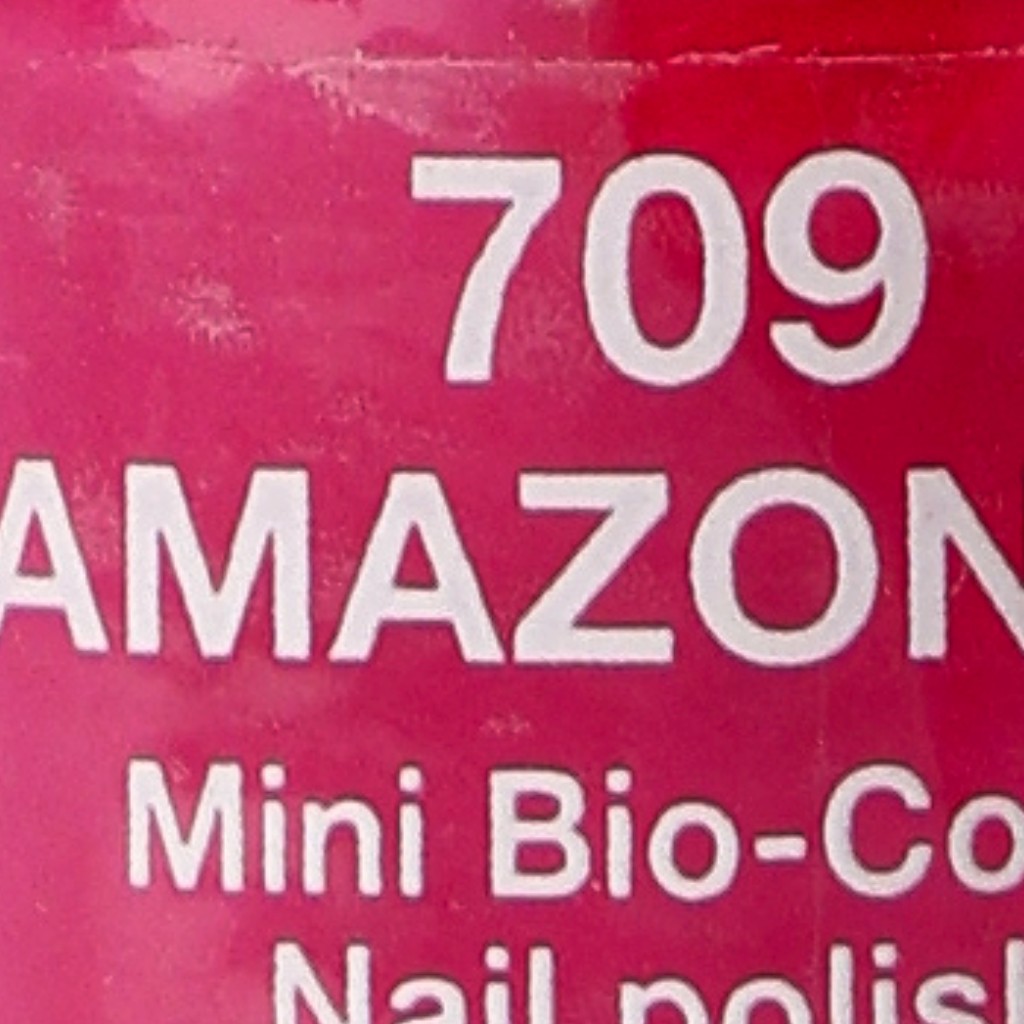 709
AMAZON
Mini Bio-Co
Nail polish